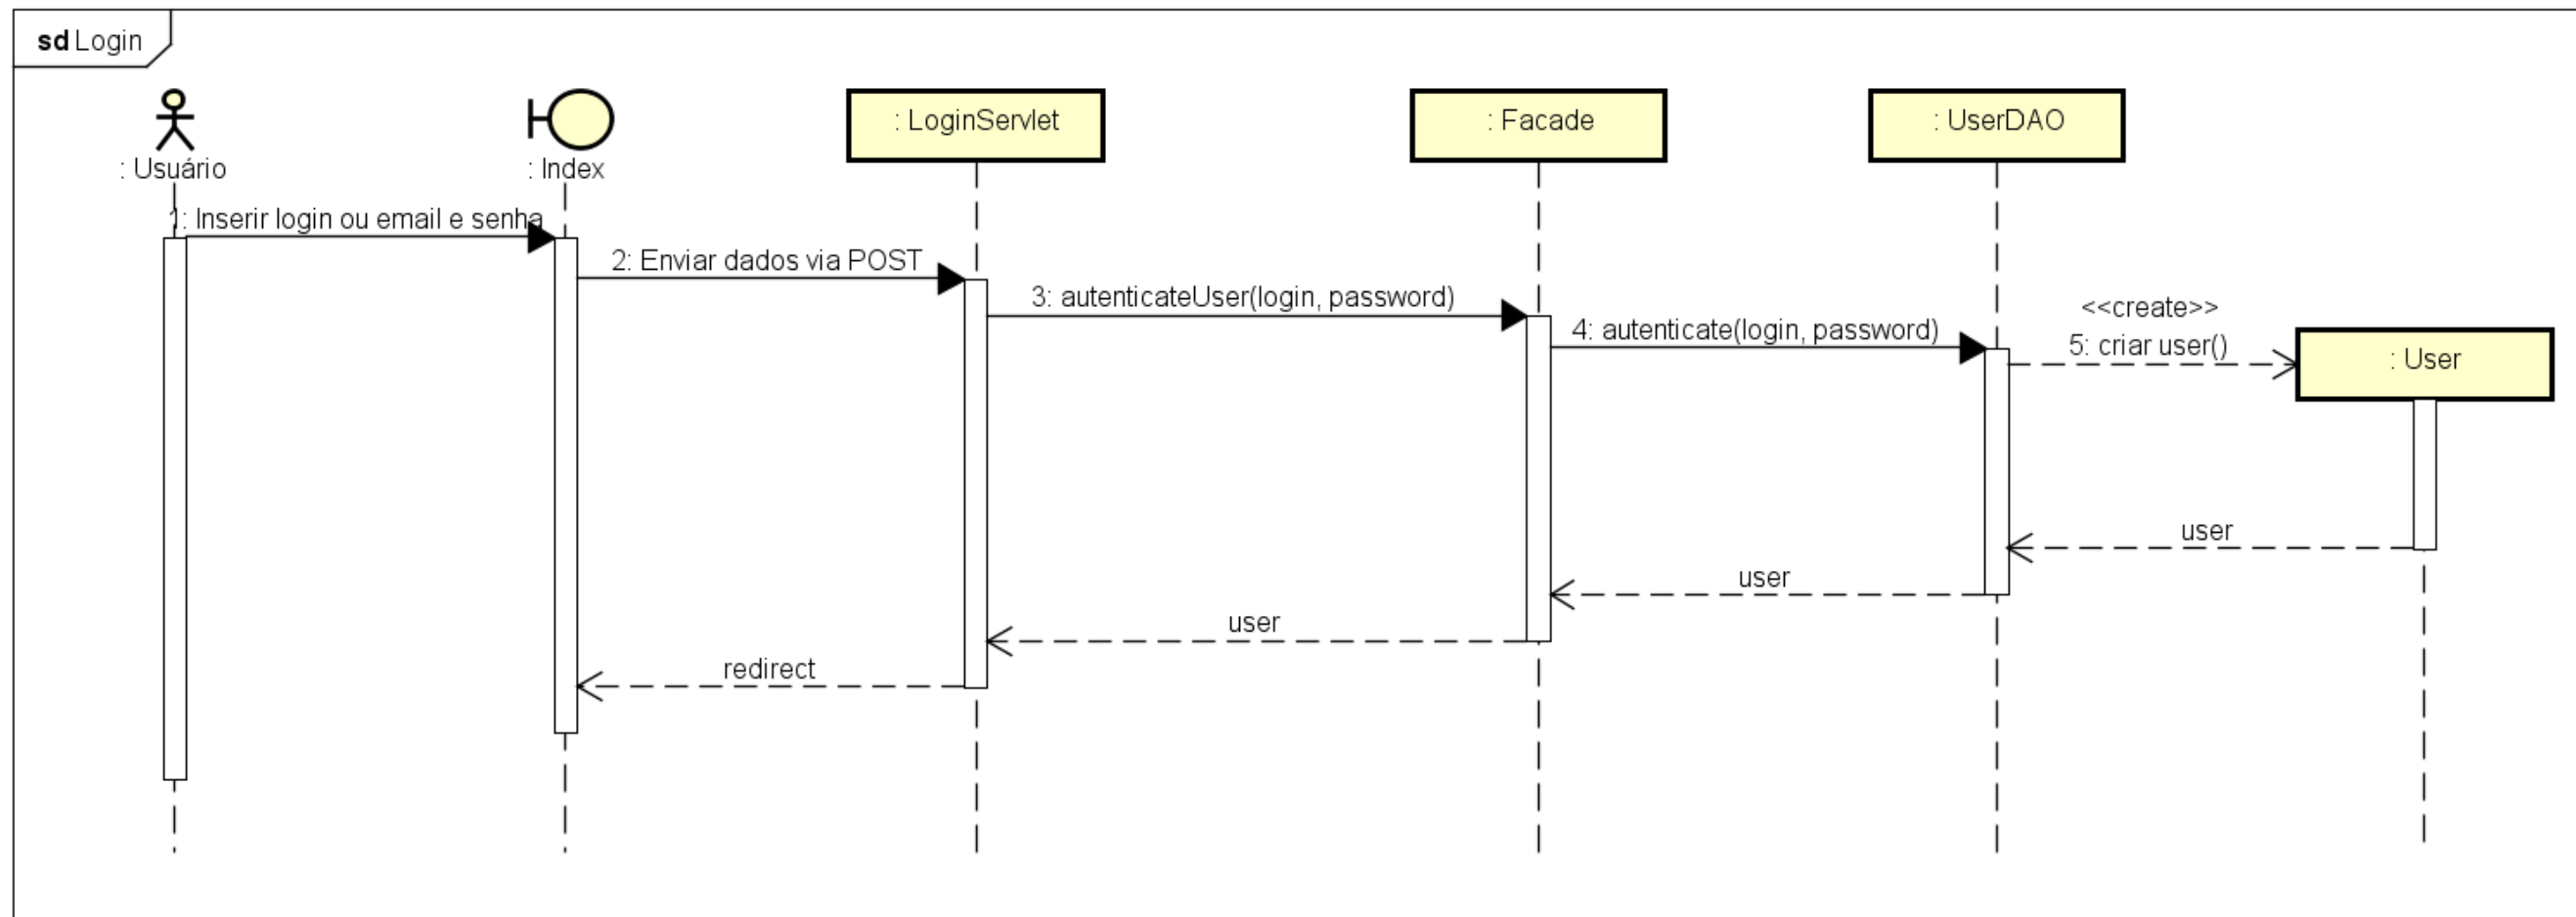 sd Login
: Usuário
: Index
: LoginServlet
: Facade
: UserDAO
1: Inserir login ou email e senha
2: Enviar dados via POST
3: autenticateUser(login, password)
4: autenticate(login, password)
<<create>>
5: criar user()
: User
user
user
user
redirect